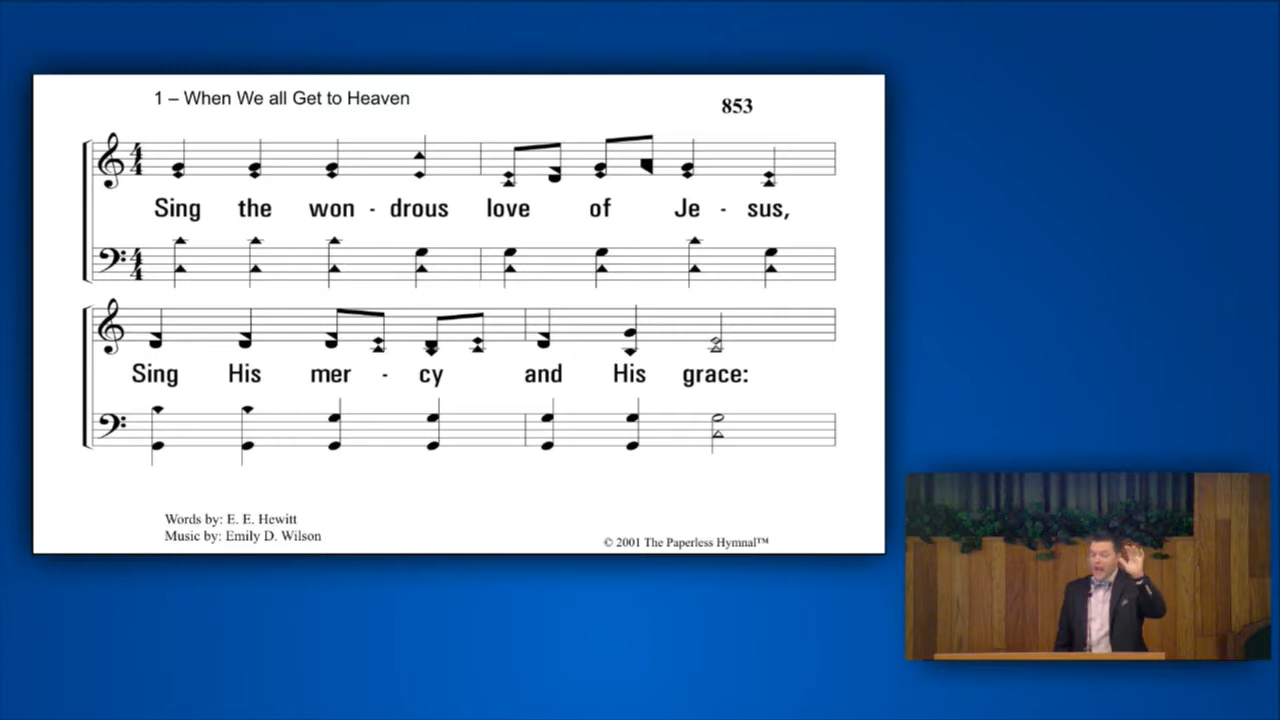 1 – When We all Get to Heaven
853
Sing the won - drous love of Je - sus,
Sing His mer - cy and His grace:
Words by: E. E. Hewitt
Music by: Emily D. Wilson
© 2001 The Paperless Hymnal™